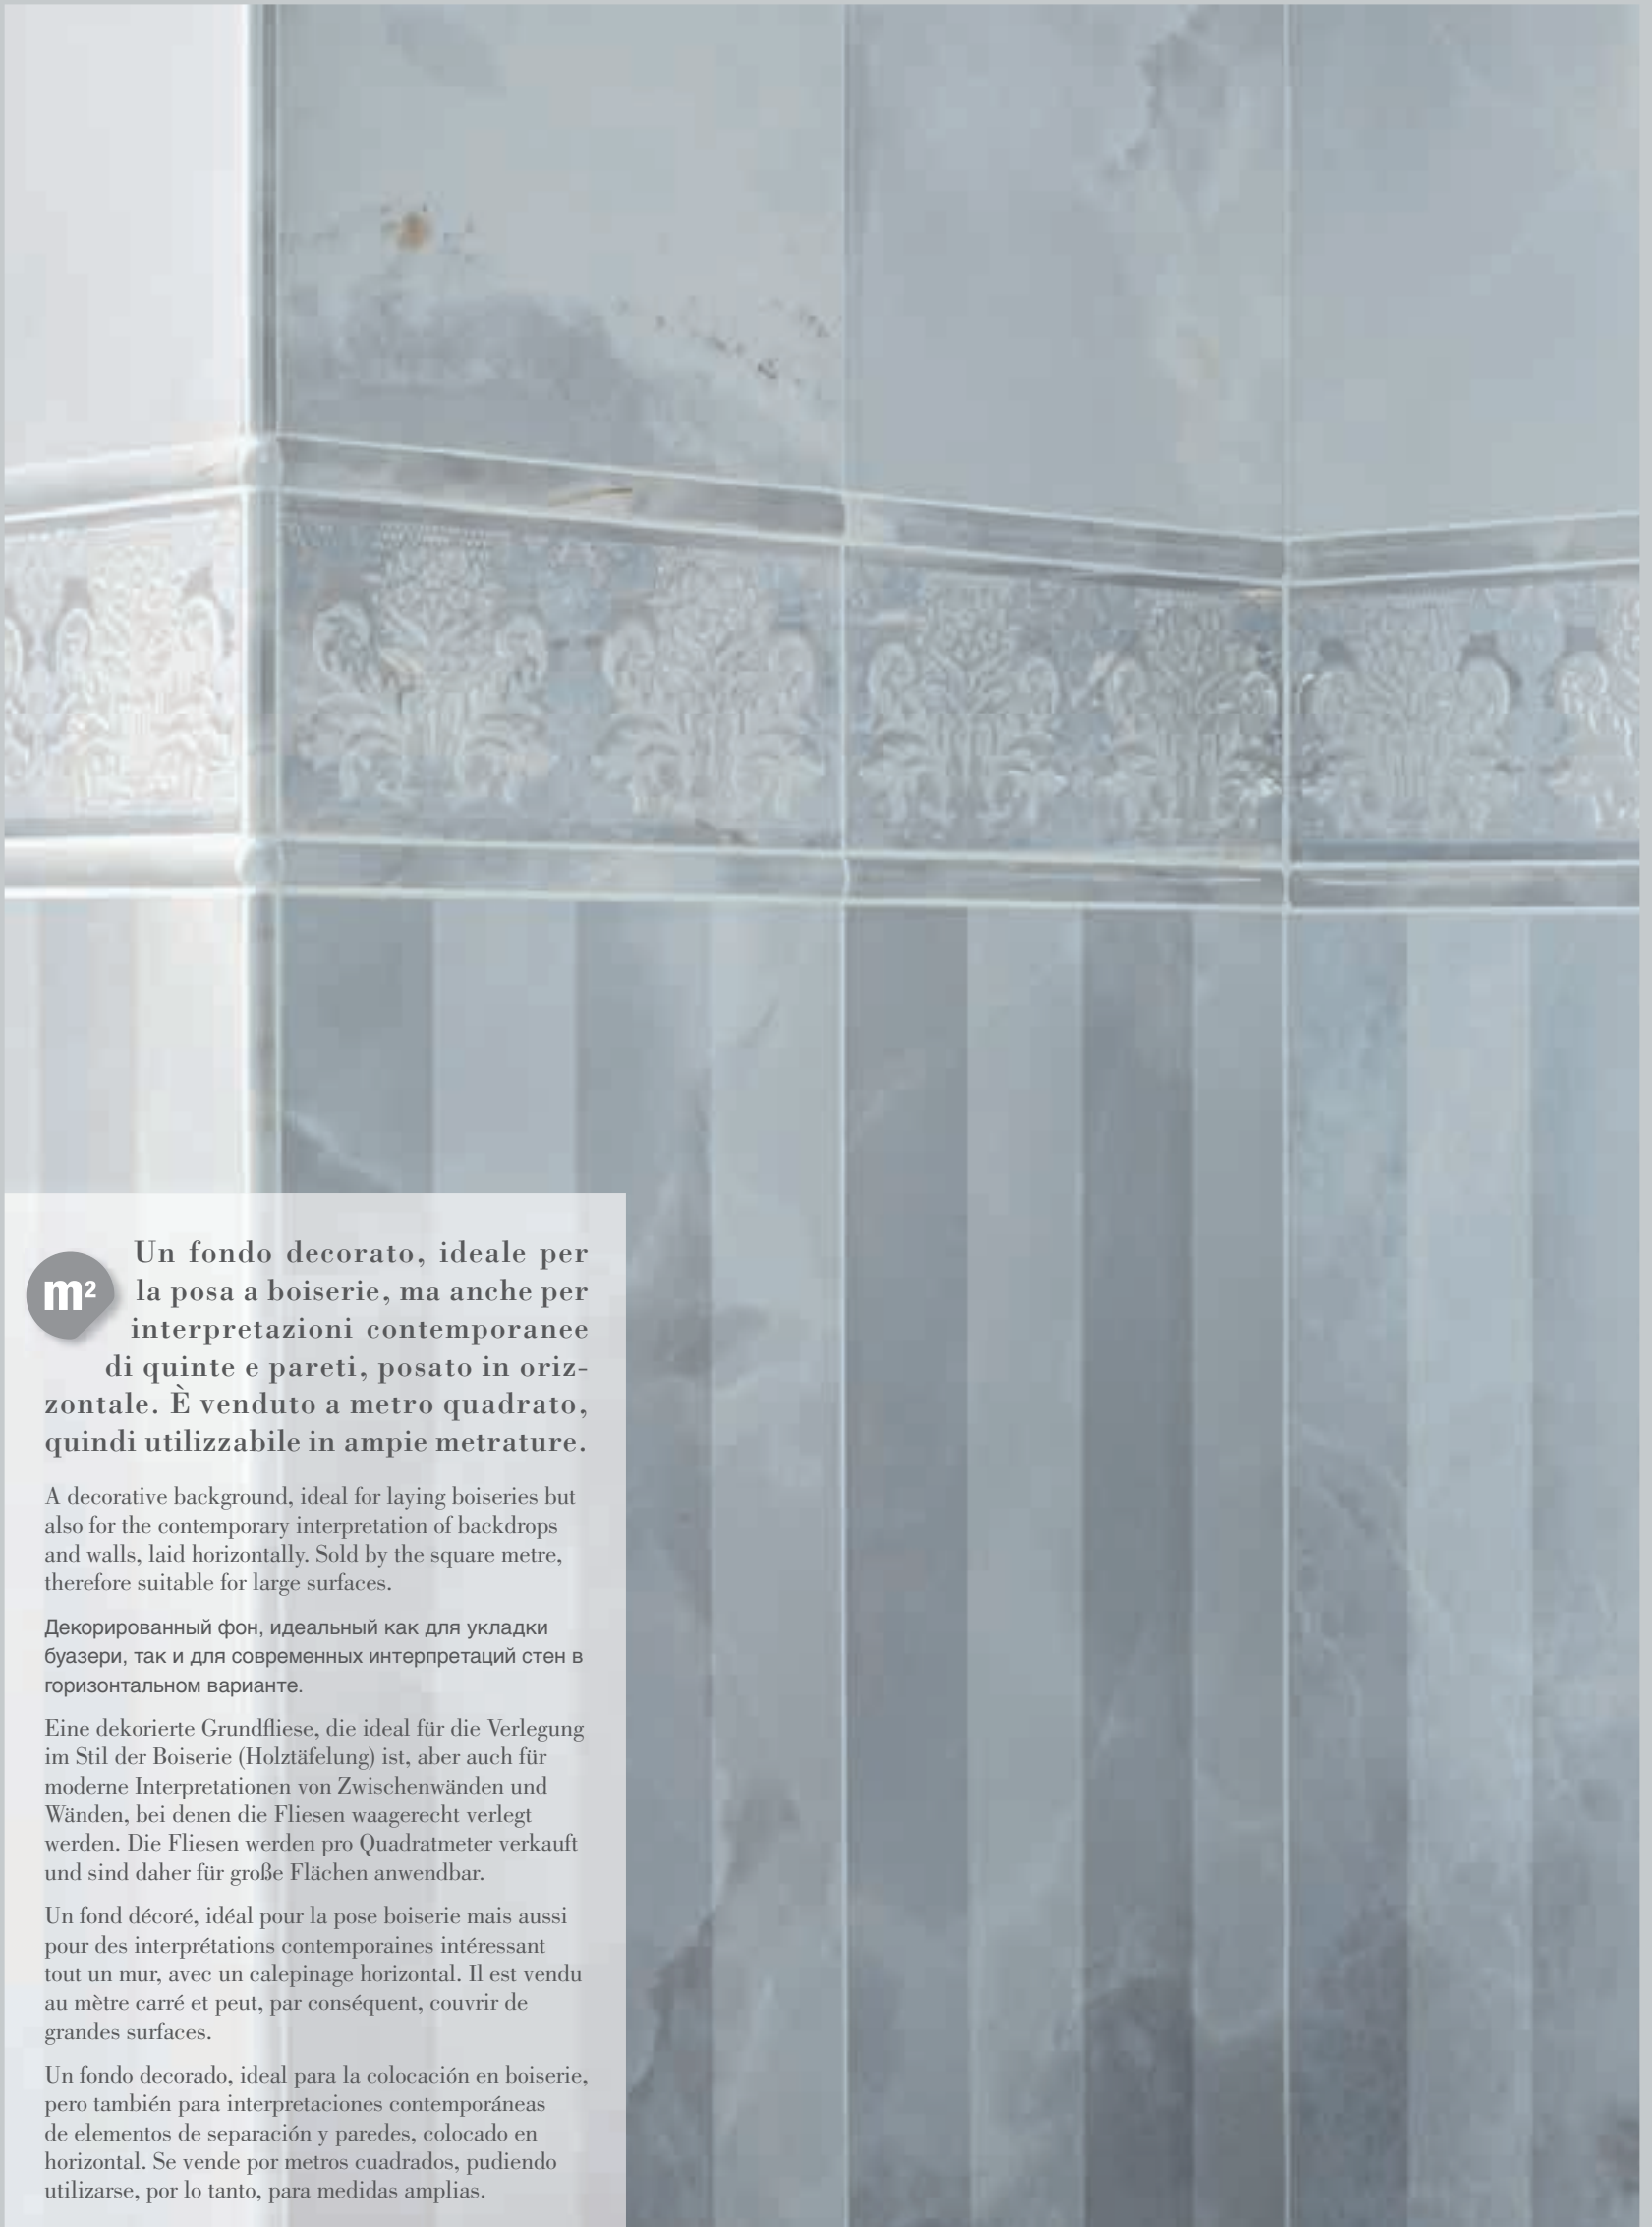 m²
Un fondo decorato, ideale per
la posa a boiserie, ma anche per
interpretazioni contemporanee
di quinte e pareti, posato in oriz-
zontale. È venduto a metro quadrato,
quindi utilizzabile in ampie metrature.
A decorative background, ideal for laying boiseries but
also for the contemporary interpretation of backdrops
and walls, laid horizontally. Sold by the square metre,
therefore suitable for large surfaces.
Декорированный фон, идеальный как для укладки
буазери, так и для современных интерпретаций стен в
горизонтальном варианте.
Eine dekorierte Grundfliese, die ideal für die Verlegung
im Stil der Boiserie (Holztäfelung) ist, aber auch für
moderne Interpretationen von Zwischenwänden und
Wänden, bei denen die Fliesen waagerecht verlegt
werden. Die Fliesen werden pro Quadratmeter verkauft
und sind daher für große Flächen anwendbar.
Un fond décoré, idéal pour la pose boiserie mais aussi
pour des interprétations contemporaines intéressant
tout un mur, avec un calepinage horizontal. Il est vendu
au mètre carré et peut, par conséquent, couvrir de
grandes surfaces.
Un fondo decorado, ideal para la colocación en boiserie,
pero también para interpretaciones contemporáneas
de elementos de separación y paredes, colocado en
horizontal. Se vende por metros cuadrados, pudiendo
utilizarse, por lo tanto, para medidas amplias.